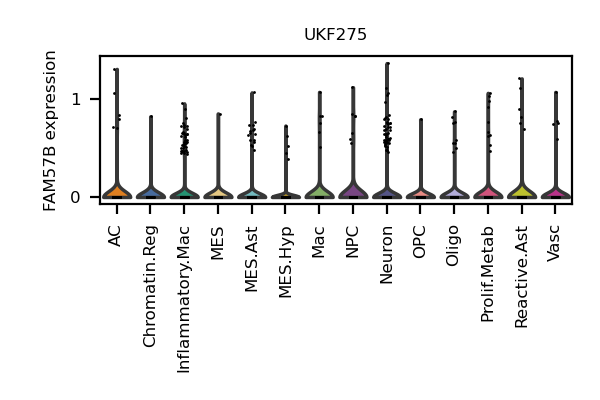 UKF275
FAM57B expression
1
0
AC
Chromatin.Reg
Inflammatory.Mac
MES
MES.Ast
MES.Hyp
Mac
NPC
Neuron
OPC
Oligo
Prolif.Metab
Reactive.Ast
Vasc